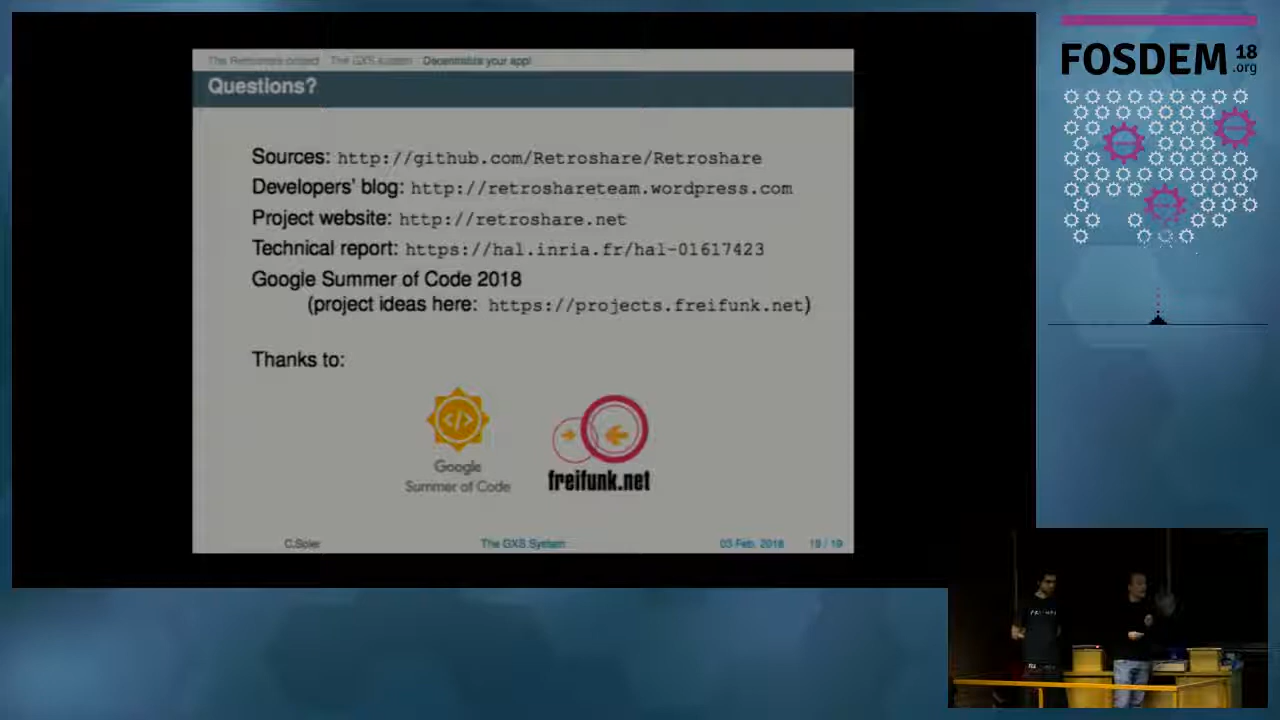 FOSDEM 18
.org
The Retroshare project The GXS system Decentralize your app!
Questions?
Sources: http://github.com/Retroshare/Retroshare
Developers' blog: http://retroshareteam.wordpress.com
Project website: http://retroshare.net
Technical report: https://hal.inria.fr/hal-01617423
Google Summer of Code 2018
(project ideas here: https://projects.freifunk.net)
Thanks to:
</>
Google
Summer of Code
freifunk.net
C.Soler The GXS System 03 Feb, 2018 19 / 19